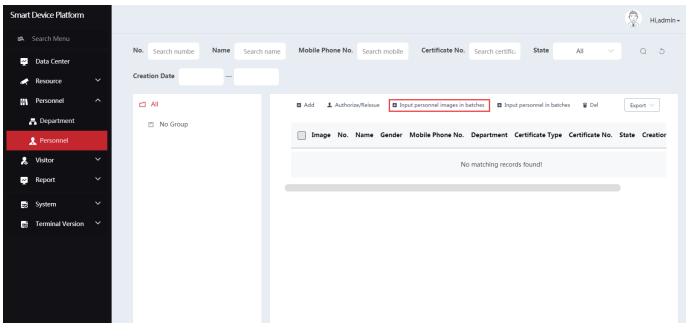 Smart Device Platform
Hi,admin
Search Menu
Data Center
Resource
Personnel
Department
Personnel
Visitor
Report
System
Terminal Version
No. Search numbe Name Search name Mobile Phone No. Search mobile Certificate No. Search certific State All
Creation Date —
All
No Group
Add Authorize/Reissue Input personnel images in batches Input personnel in batches Del Export
Image No. Name Gender Mobile Phone No. Department Certificate Type Certificate No. State Creation
No matching records found!